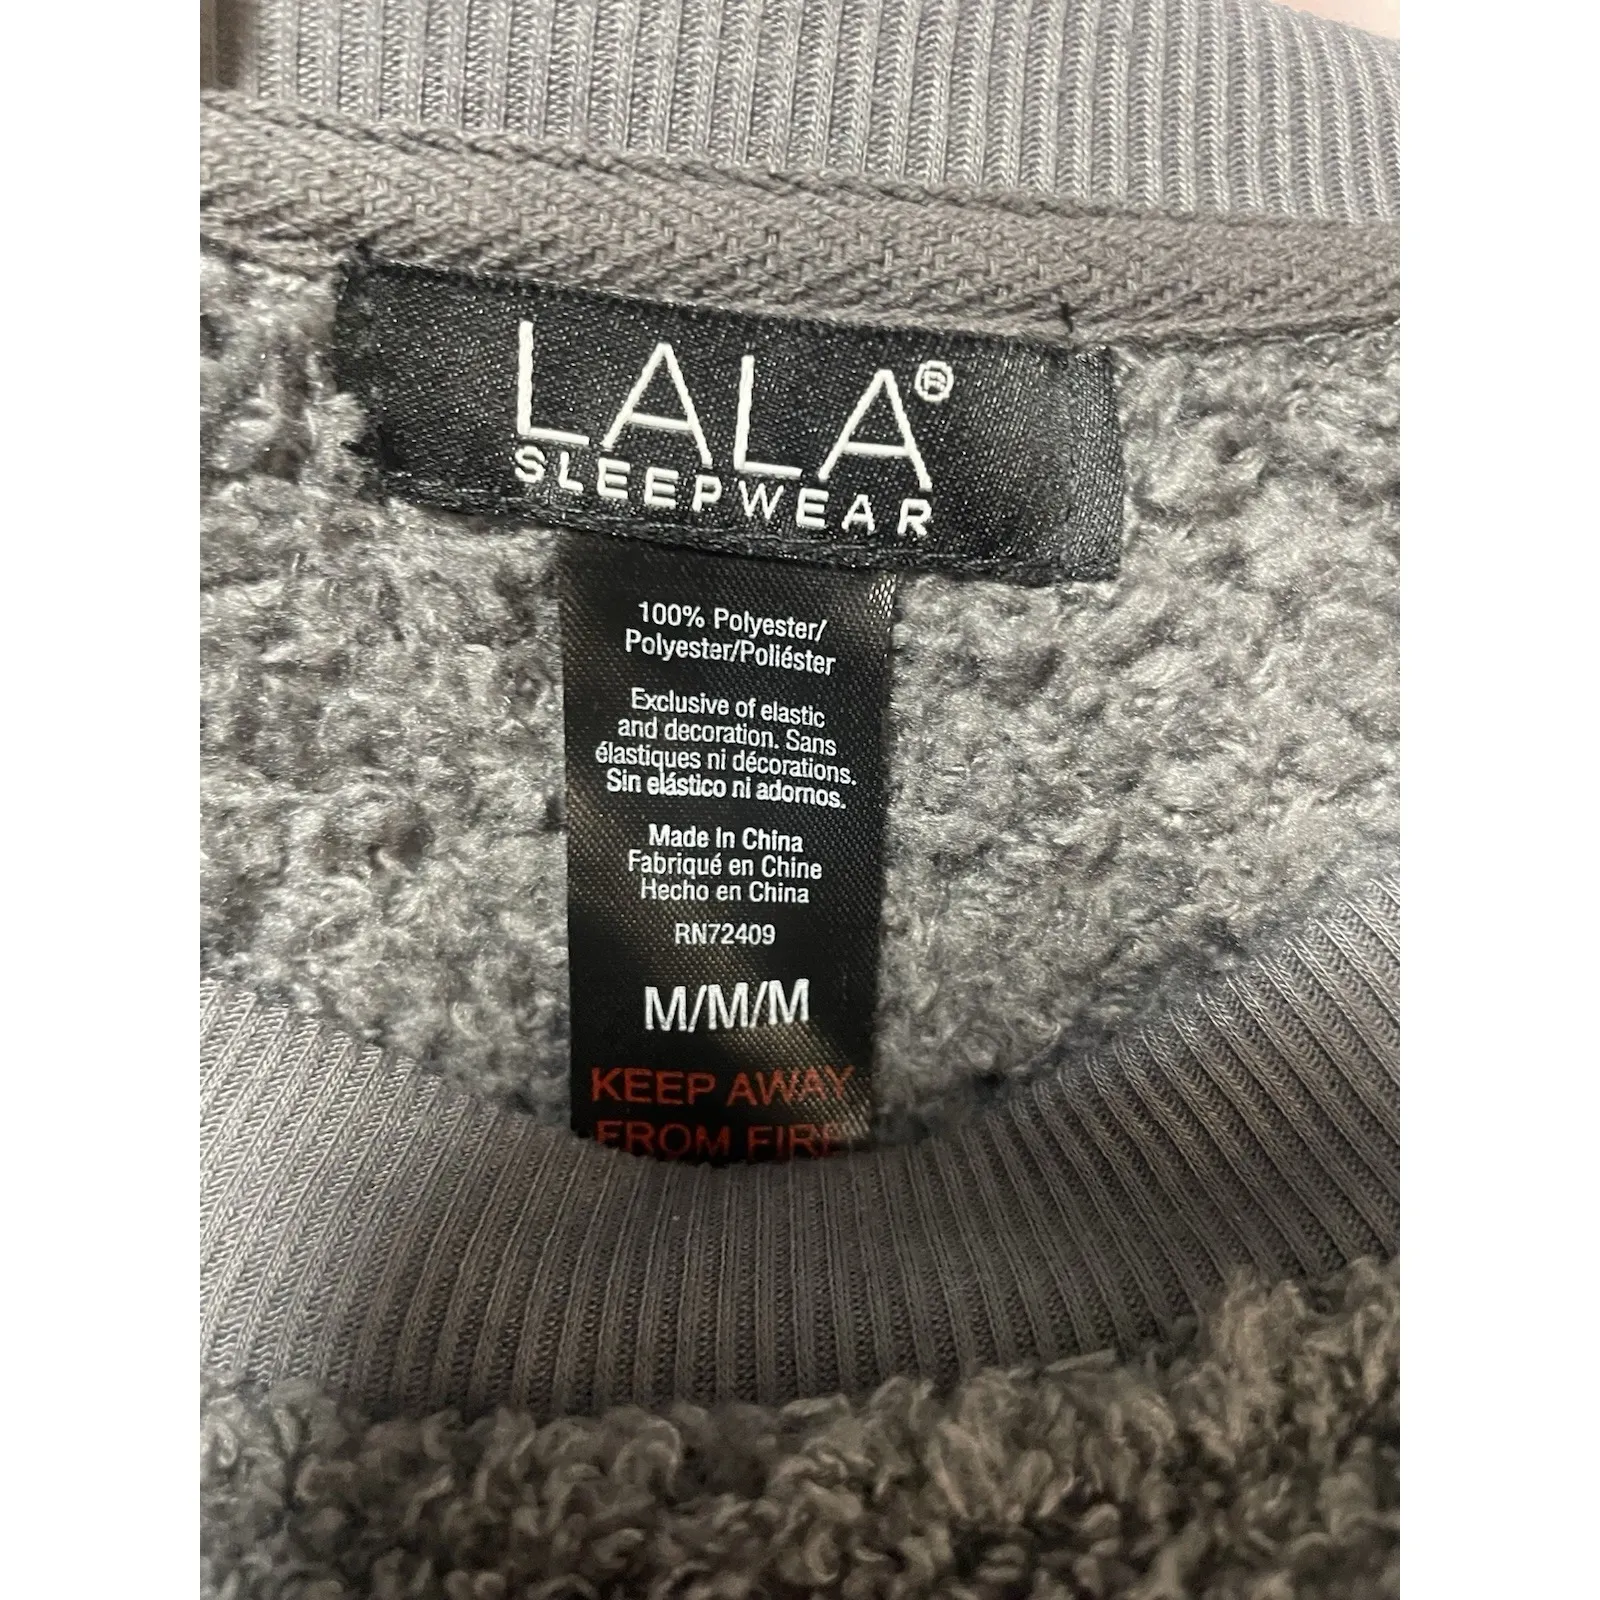 LALA®
SLEEPWEAR
100% Polyester/
Polyester/Poliéster
Exclusive of elastic
and decoration. Sans
élastiques ni décorations.
Sin elástico ni adornos.
Made In China
Fabriqué en Chine
Hecho en China
RN72409
M/M/M
KEEP AWAY
FROM FIRE